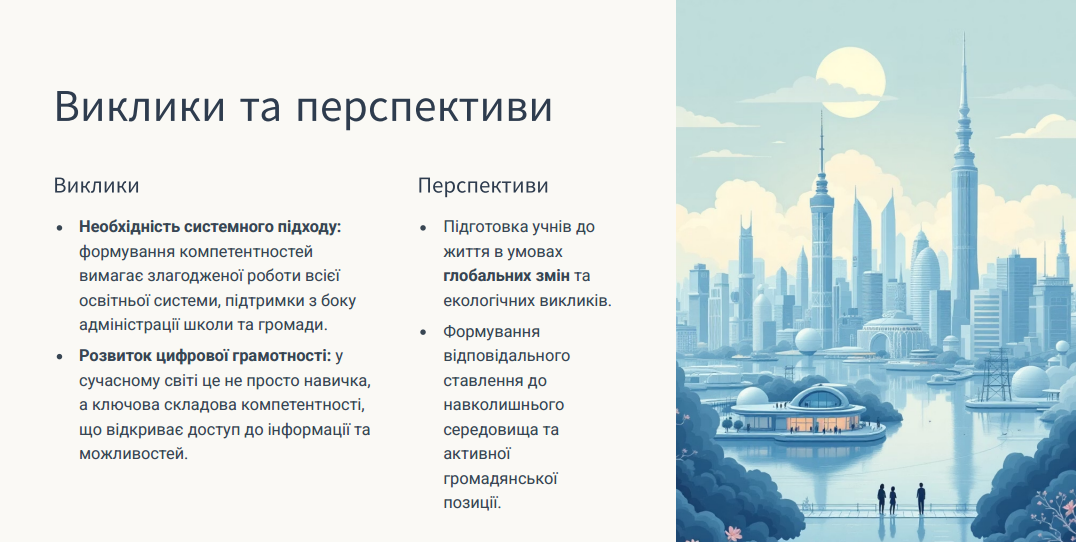 Виклики та перспективи
Виклики
Необхідність системного підходу:
формування компетентностей
вимагає злагодженої роботи всієї
освітньої системи, підтримки з боку
адміністрації школи та громади.
Розвиток цифрової грамотності: у
сучасному світі це не просто навичка,
а ключова складова компетентності,
що відкриває доступ до інформації та
можливостей.
Перспективи
Підготовка учнів до
життя в умовах
глобальних змін та
екологічних викликів.
Формування
відповідального
ставлення до
навколишнього
середовища та
активної
громадянської
позиції.